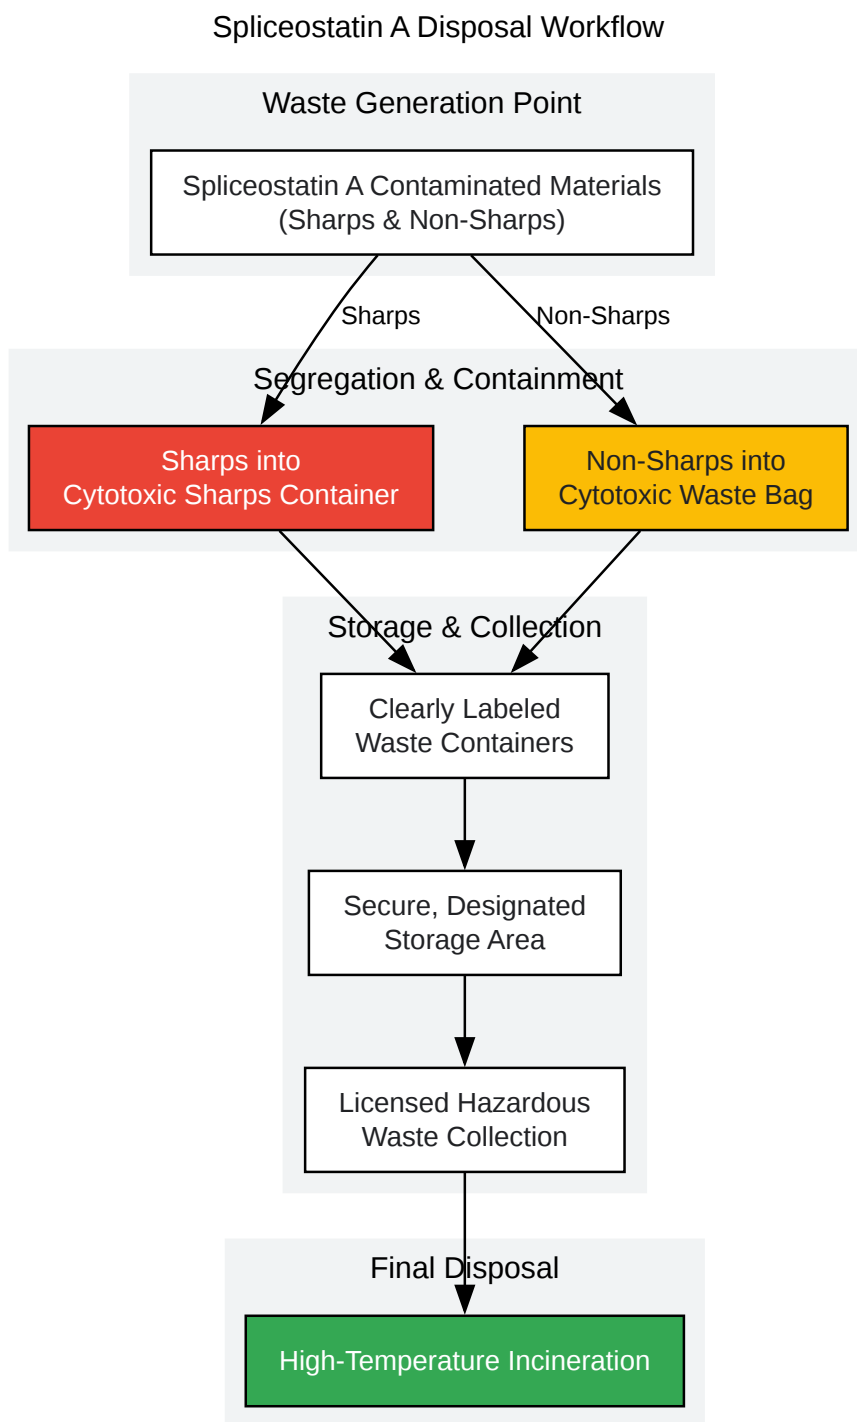 Spliceostatin A Disposal Workflow
Waste Generation Point
Spliceostatin A Contaminated Materials
(Sharps & Non-Sharps)
Sharps
Non-Sharps
Segregation & Containment
Sharps into
Cytotoxic Sharps Container
Non-Sharps into
Cytotoxic Waste Bag
Storage & Collection
Clearly Labeled
Waste Containers
Secure, Designated
Storage Area
Licensed Hazardous
Waste Collection
Final Disposal
High-Temperature Incineration